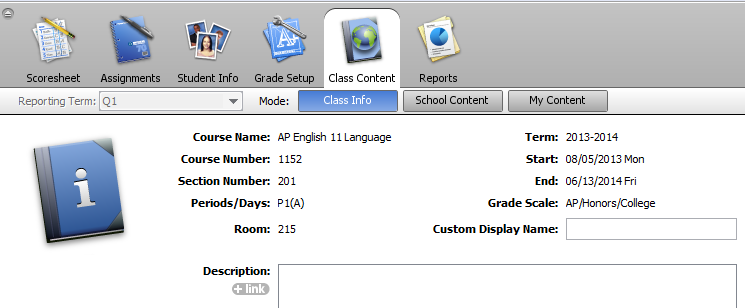 Scoresheet Assignments Student Info Grade Setup Class Content Reports
Reporting Term: Q1 Mode: Class Info School Content My Content
Course Name: AP English 11 Language Term: 2013-2014
Course Number: 1152 Start: 08/05/2013 Mon
Section Number: 201 End: 06/13/2014 Fri
Periods/Days: P1(A) Grade Scale: AP/Honors/College
Room: 215 Custom Display Name:
Description:
+ link